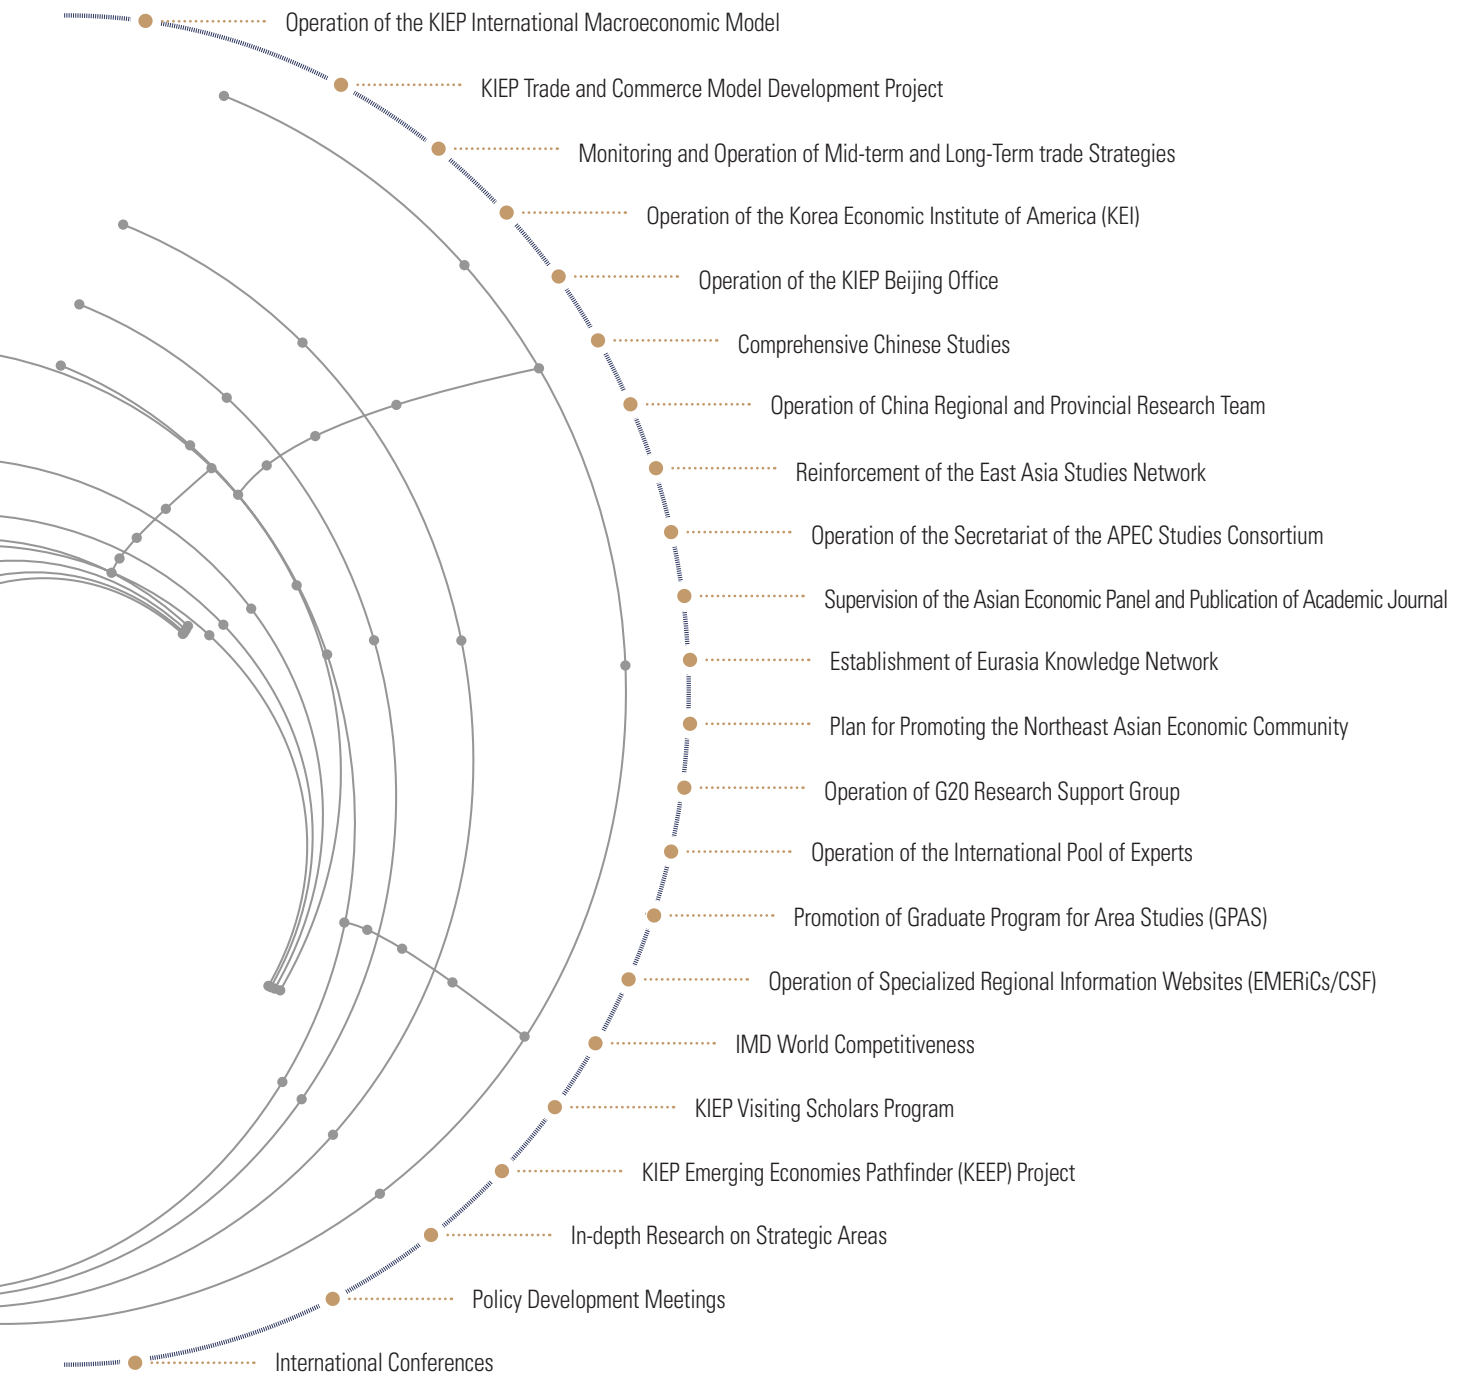 Operation of the KIEP International Macroeconomic Model
KIEP Trade and Commerce Model Development Project
Monitoring and Operation of Mid-term and Long-Term trade Strategies
Operation of the Korea Economic Institute of America (KEI)
Operation of the KIEP Beijing Office
Comprehensive Chinese Studies
Operation of China Regional and Provincial Research Team
Reinforcement of the East Asia Studies Network
Operation of the Secretariat of the APEC Studies Consortium
Supervision of the Asian Economic Panel and Publication of Academic Journal
Establishment of Eurasia Knowledge Network
Plan for Promoting the Northeast Asian Economic Community
Operation of G20 Research Support Group
Operation of the International Pool of Experts
Promotion of Graduate Program for Area Studies (GPAS)
Operation of Specialized Regional Information Websites (EMERiCs/CSF)
IMD World Competitiveness
KIEP Visiting Scholars Program
KIEP Emerging Economies Pathfinder (KEEP) Project
In-depth Research on Strategic Areas
Policy Development Meetings
International Conferences